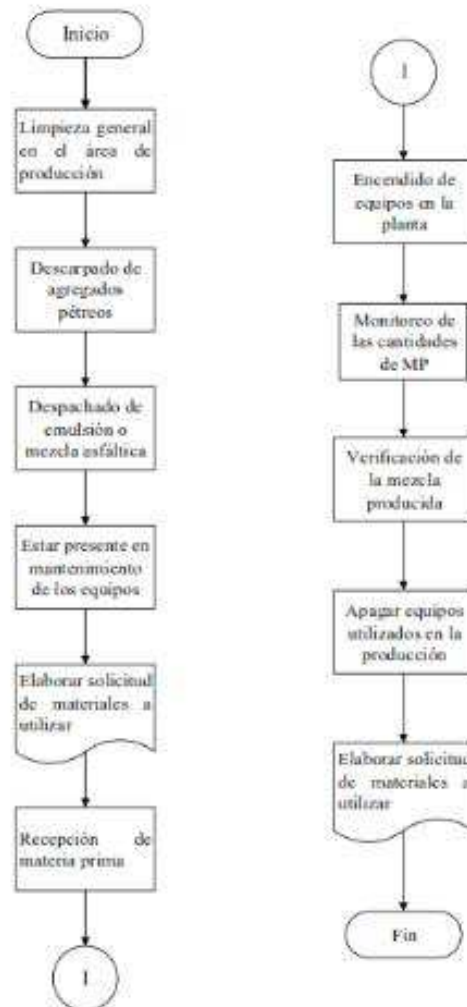 Inicio
Limpieza general
en el área de
producción
Descarpado de
agregados
pétreos
Despachado de
emulsión o
mezcla asfáltica
Estar presente en
mantenimiento
de los equipos
Elaborar solicitud
de materiales a
utilizar
Recepción de
materia prima
1
1
Encendido de
equipos en la
planta
Monitoreo de
las cantidades
de MP
Verificación de
la mezcla
producida
Apagar equipos
utilizados en la
producción
Elaborar solicitud
de materiales a
utilizar
Fin